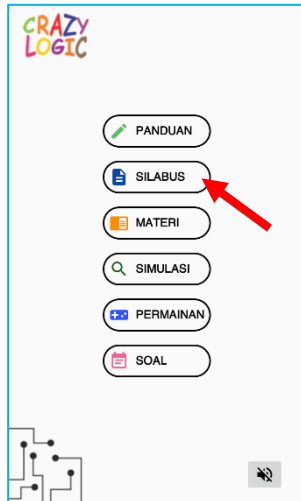 CRAZY
LOGIC
PANDUAN
SILABUS
MATERI
SIMULASI
PERMAINAN
SOAL